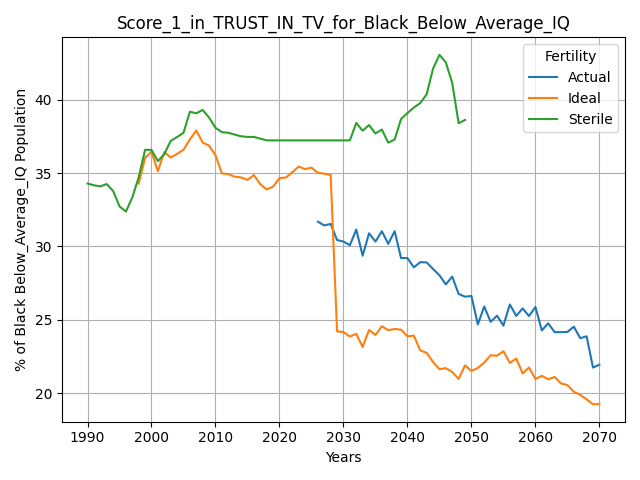 Score_1_in_TRUST_IN_TV_for_Black_Below_Average_IQ
% of Black Below_Average_IQ Population
40
35
30
25
20
Fertility
Actual
Ideal
Sterile
1990 2000 2010 2020 2030 2040 2050 2060 2070
Years